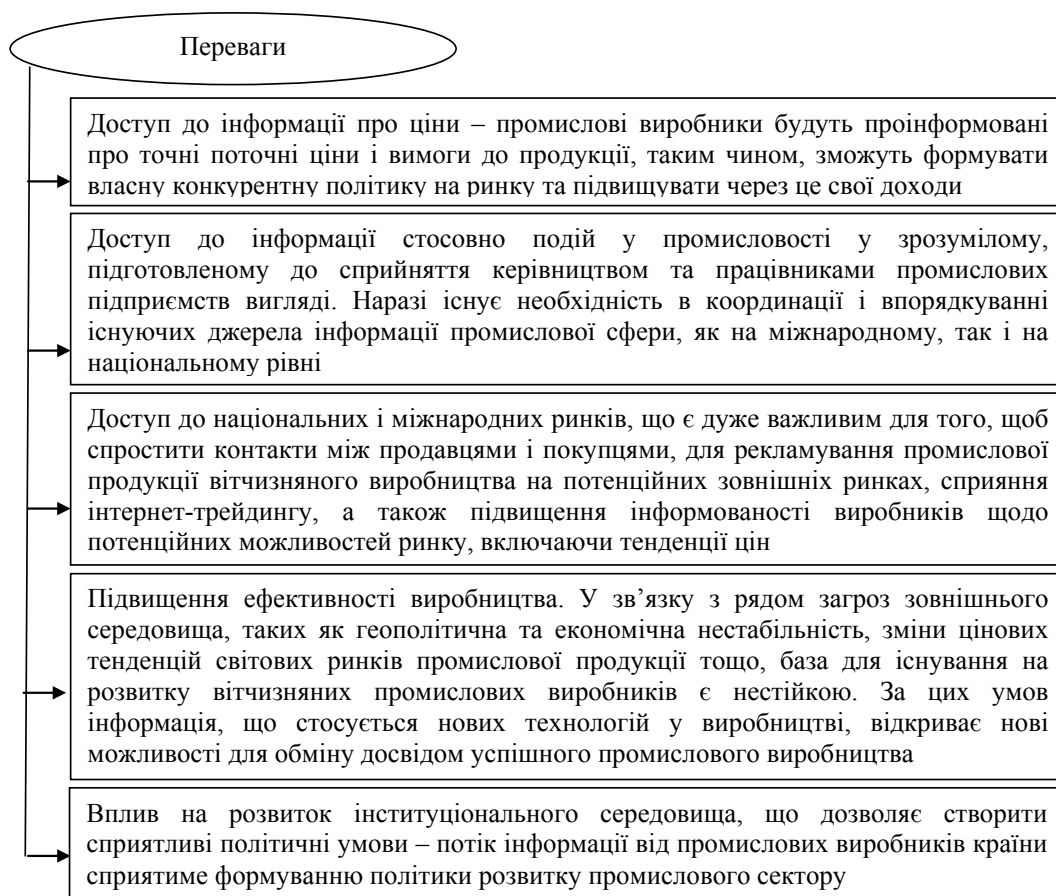 Переваги
Доступ до інформації про ціни – промислові виробники будуть проінформовані
про точні поточні ціни і вимоги до продукції, таким чином, зможуть формувати
власну конкурентну політику на ринку та підвищувати через це свої доходи
Доступ до інформації стосовно подій у промисловості у зрозумілому,
підготовленому до сприйняття керівництвом та працівниками промислових
підприємств вигляді. Наразі існує необхідність в координації і впорядкуванні
існуючих джерела інформації промислової сфери, як на міжнародному, так і на
національному рівні
Доступ до національних і міжнародних ринків, що є дуже важливим для того, щоб
спростити контакти між продавцями і покупцями, для рекламування промислової
продукції вітчизняного виробництва на потенційних зовнішніх ринках, сприяння
інтернет-трейдингу, а також підвищення інформованості виробників щодо
потенційних можливостей ринку, включаючи тенденції цін
Підвищення ефективності виробництва. У зв’язку з рядом загроз зовнішнього
середовища, таких як геополітична та економічна нестабільність, зміни цінових
тенденцій світових ринків промислової продукції тощо, база для існування на
розвитку вітчизняних промислових виробників є нестійкою. За цих умов
інформація, що стосується нових технологій у виробництві, відкриває нові
можливості для обміну досвідом успішного промислового виробництва
Вплив на розвиток інституціонального середовища, що дозволяє створити
сприятливі політичні умови – потік інформації від промислових виробників країни
сприятиме формуванню політики розвитку промислового сектору